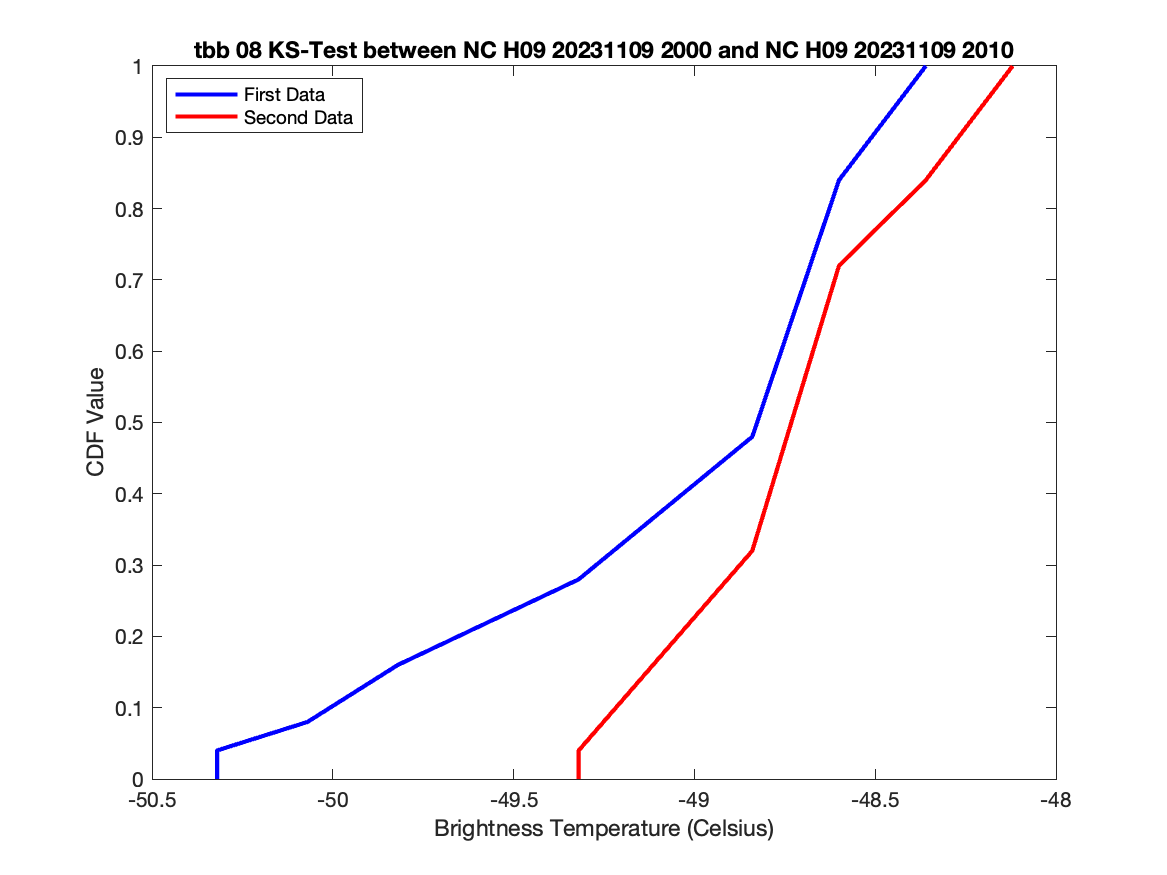 tbb 08 KS-Test between NC H09 20231109 2000 and NC H09 20231109 2010
First Data
Second Data
1
0.9
0.8
0.7
0.6
0.5
0.4
0.3
0.2
0.1
0
CDF Value
-50.5 -50 -49.5 -49 -48.5 -48
Brightness Temperature (Celsius)